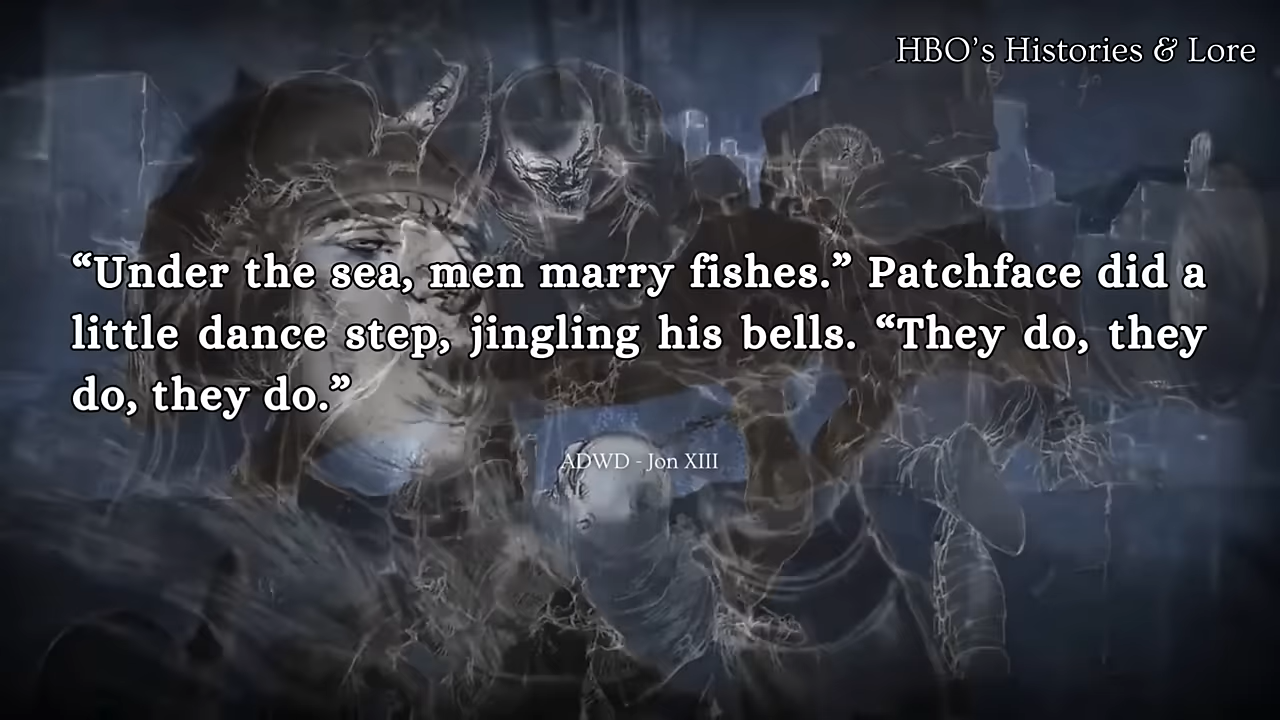 HBO’s Histories & Lore
“Under the sea, men marry fishes.” Patchface did a
little dance step, jingling his bells. “They do, they
do, they do.”
ADWD - Jon XIII